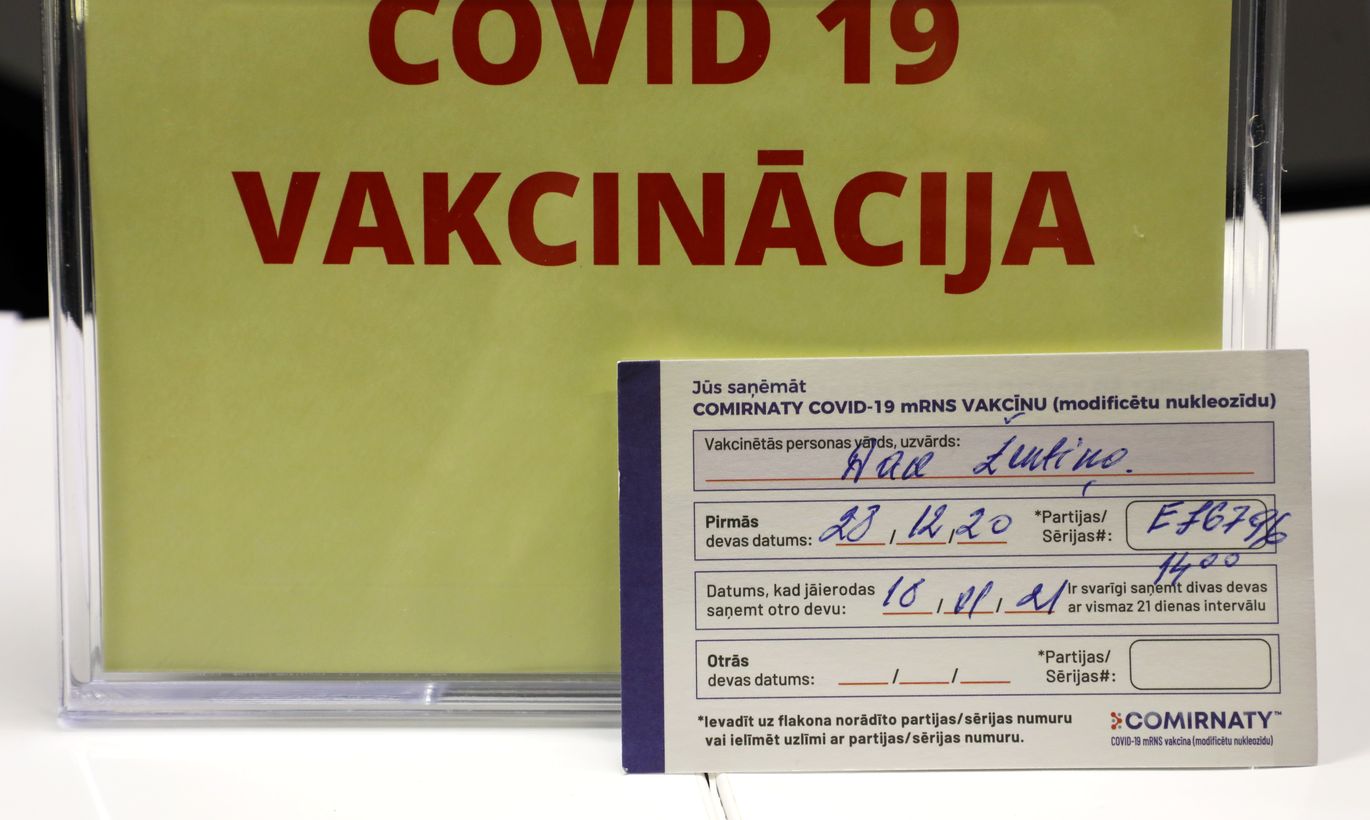 COVID 19
VAKCINĀCIJA
Jūs saņēmāt
COMIRNATY COVID-19 mRNS VAKCĪNU (modificētu nukleozīdu)
Vakcinētās personas vārds, uzvārds:
Pirmās
devas datums: 28 / 12 / 20
*Partijas/
Sērijas#:
14 00
Datums, kad jāierodas
saņemt otro devu: 18 / 01 / 21
Ir svarīgi saņemt divas devas
ar vismaz 21 dienas intervālu
Otrās
devas datums: / /
*Partijas/
Sērijas#:
*Ievadīt uz flakona norādīto partijas/sērijas numuru
vai ielīmēt uzlīmi ar partijas/sērijas numuru.
COMIRNATY™
COVID-19 mRNS vakcīna (modificētu nukleozīdu)